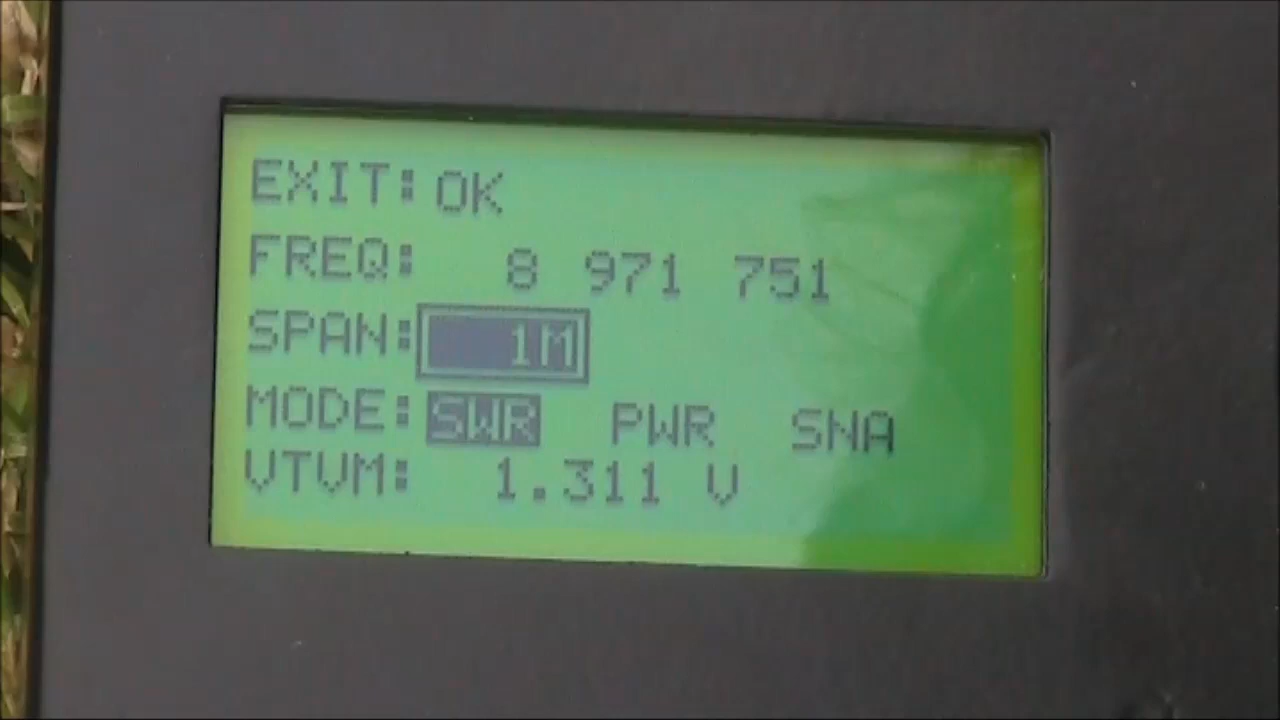 EXIT: OK
FREQ: 8 971 751
SPAN: 1M
MODE: SWR PWR SNA
VTVM: 1.311 V